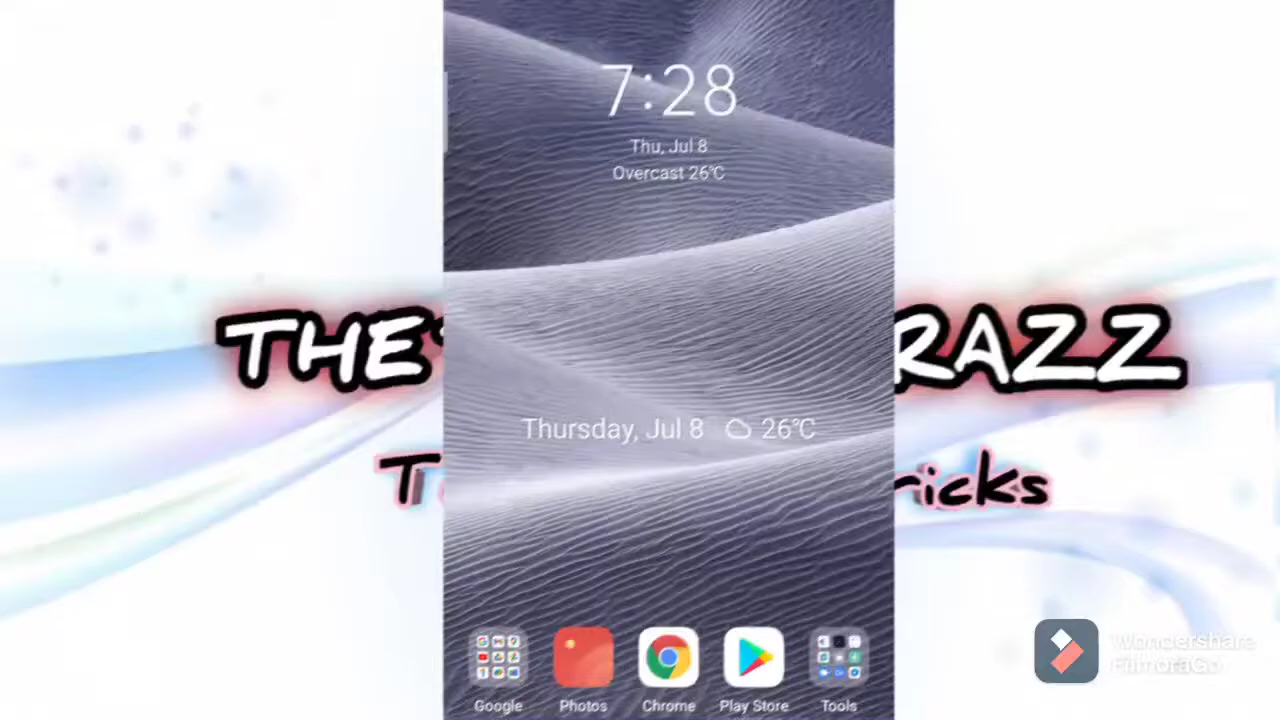 7:28
Thu, Jul 8
Overcast 26°C
THE RAZZ
Thursday, Jul 8 26°C
ricks
Google Photos Chrome Play Store Tools
Wondershare
FilmoraGo